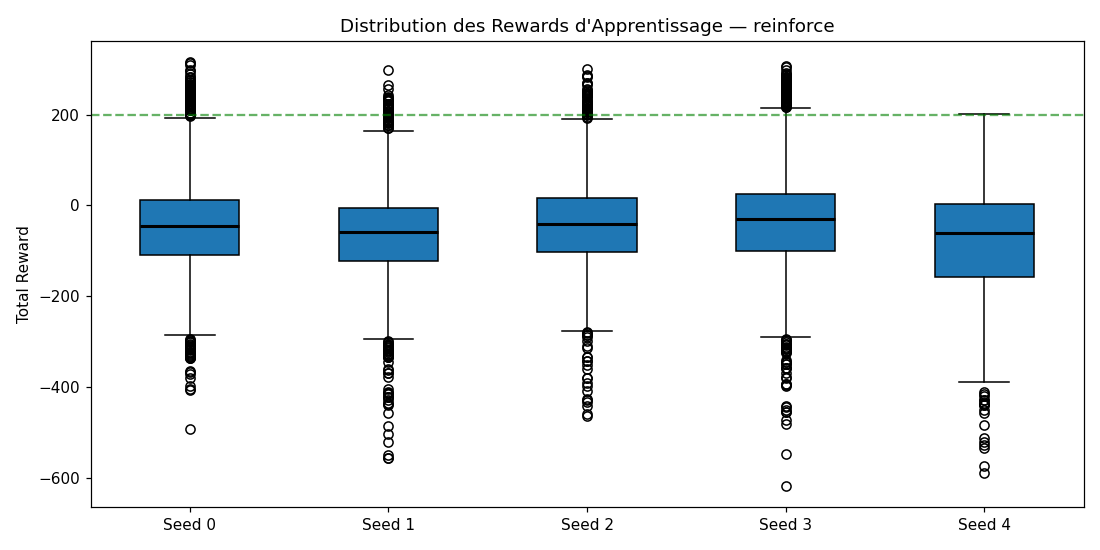 Distribution des Rewards d'Apprentissage — reinforce
Total Reward
200
0
−200
−400
−600
Seed 0
Seed 1
Seed 2
Seed 3
Seed 4